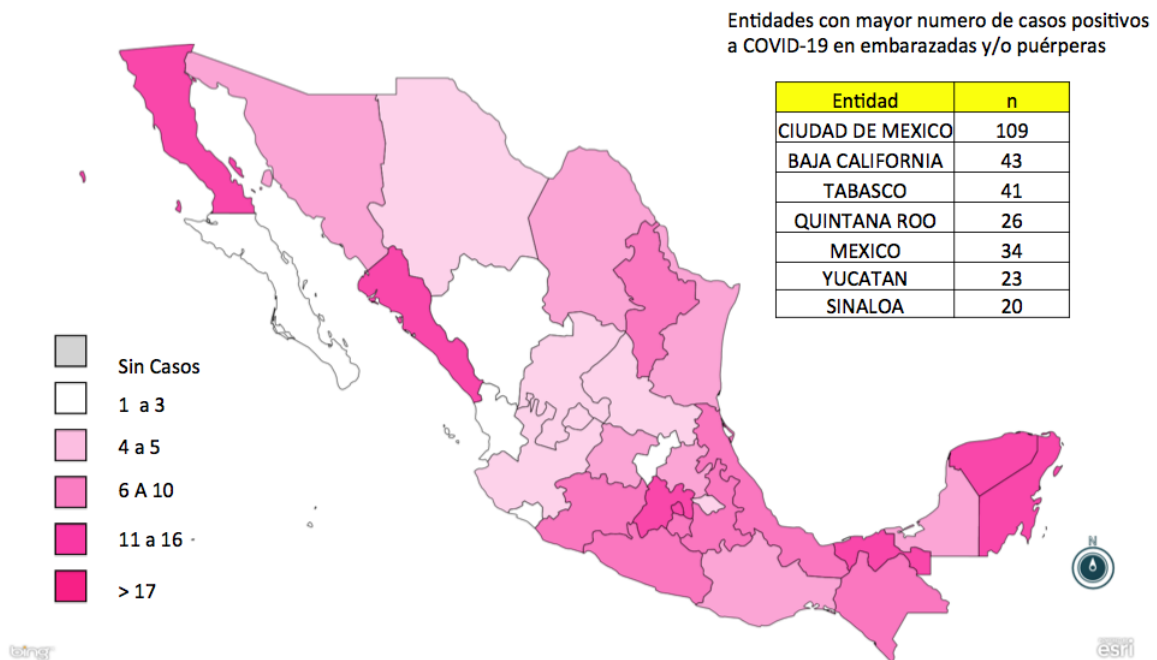 Entidades con mayor numero de casos positivos
a COVID-19 en embarazadas y/o puérperas
Entidad n
CIUDAD DE MEXICO 109
BAJA CALIFORNIA 43
TABASCO 41
QUINTANA ROO 26
MEXICO 34
YUCATAN 23
SINALOA 20
Sin Casos
1 a 3
4 a 5
6 A 10
11 a 16
> 17
N
bing
esri